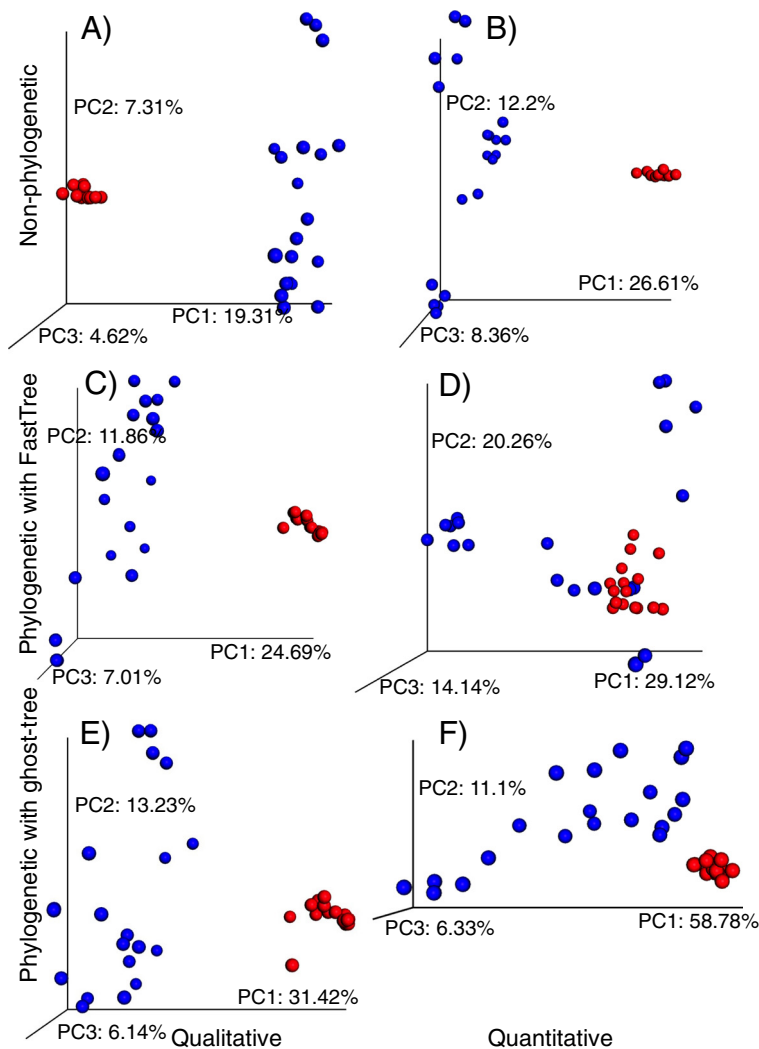 A)
B)
Non-phylogenetic
PC2: 7.31%
PC2: 12.2%
PC1: 19.31%
PC1: 26.61%
PC3: 4.62%
PC3: 8.36%
C)
D)
Phylogenetic with FastTree
PC2: 11.86%
PC2: 20.26%
PC1: 24.69%
PC1: 29.12%
PC3: 7.01%
PC3: 14.14%
E)
F)
Phylogenetic with ghost-tree
PC2: 13.23%
PC2: 11.1%
PC1: 31.42%
PC1: 58.78%
PC3: 6.14%
PC3: 6.33%
Qualitative
Quantitative